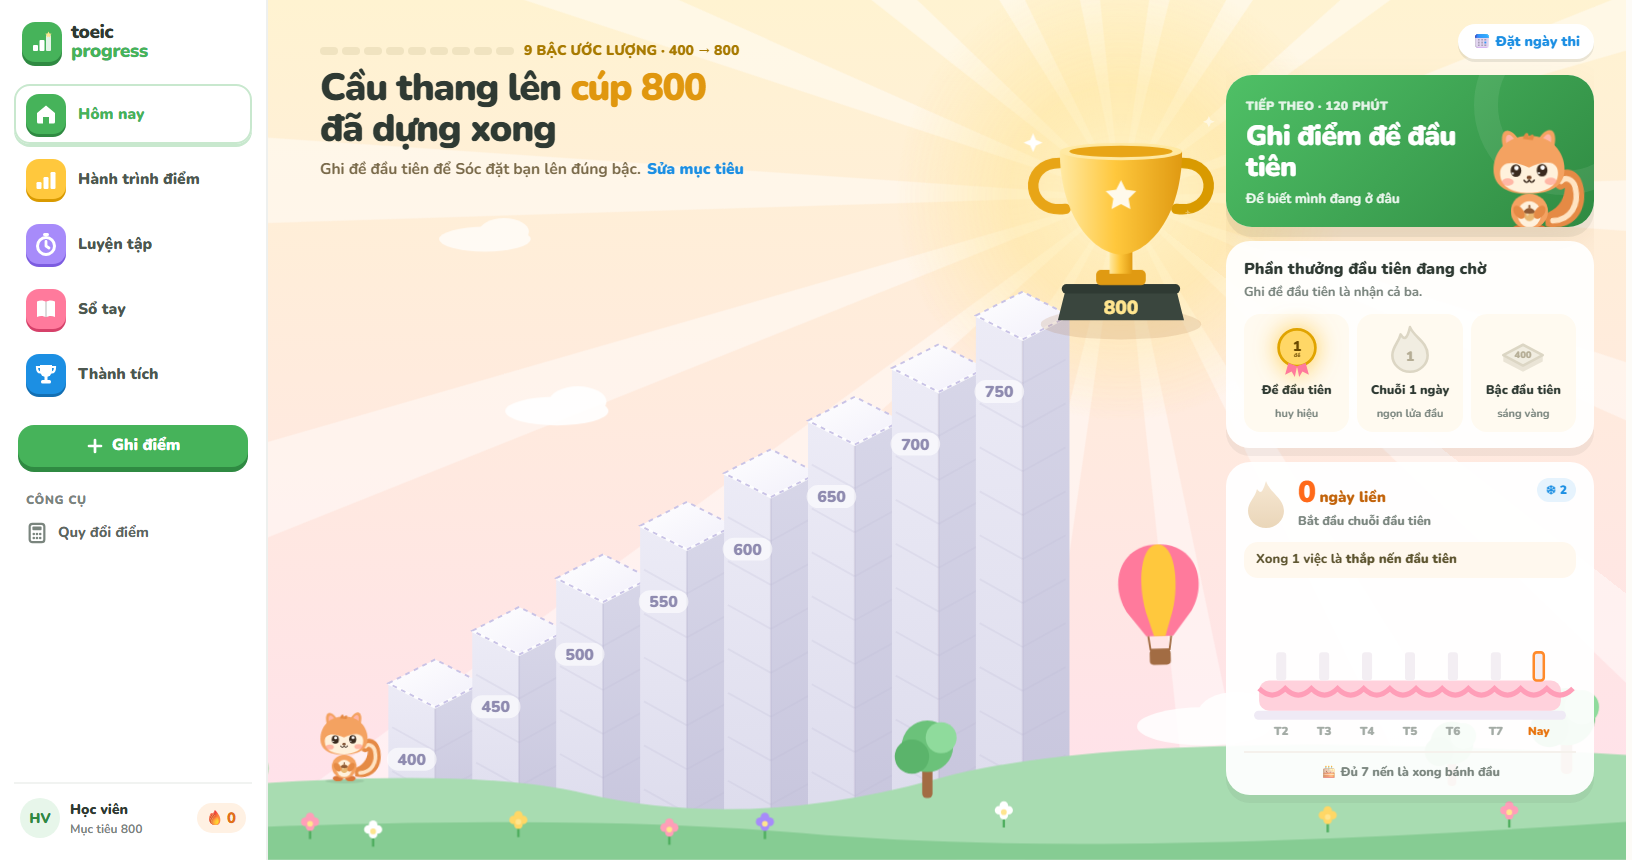 toeic
progress
Hôm nay
Hành trình điểm
Luyện tập
Sổ tay
Thành tích
+ Ghi điểm
CÔNG CỤ
Quy đổi điểm
HV
Học viên
Mục tiêu 800
0
9 BẬC ƯỚC LƯỢNG · 400 → 800
Cầu thang lên cúp 800
đã dựng xong
Ghi đề đầu tiên để Sóc đặt bạn lên đúng bậc. Sửa mục tiêu
800
750
700
650
600
550
500
450
400
Đặt ngày thi
TIẾP THEO · 120 PHÚT
Ghi điểm đề đầu
tiên
Để biết mình đang ở đâu
Phần thưởng đầu tiên đang chờ
Ghi đề đầu tiên là nhận cả ba.
1
đề
Đề đầu tiên
huy hiệu
1
Chuỗi 1 ngày
ngọn lửa đầu
400
Bậc đầu tiên
sáng vàng
0 ngày liền
2
Bắt đầu chuỗi đầu tiên
Xong 1 việc là thắp nến đầu tiên
T2 T3 T4 T5 T6 T7 Nay
Đủ 7 nến là xong bánh đầu